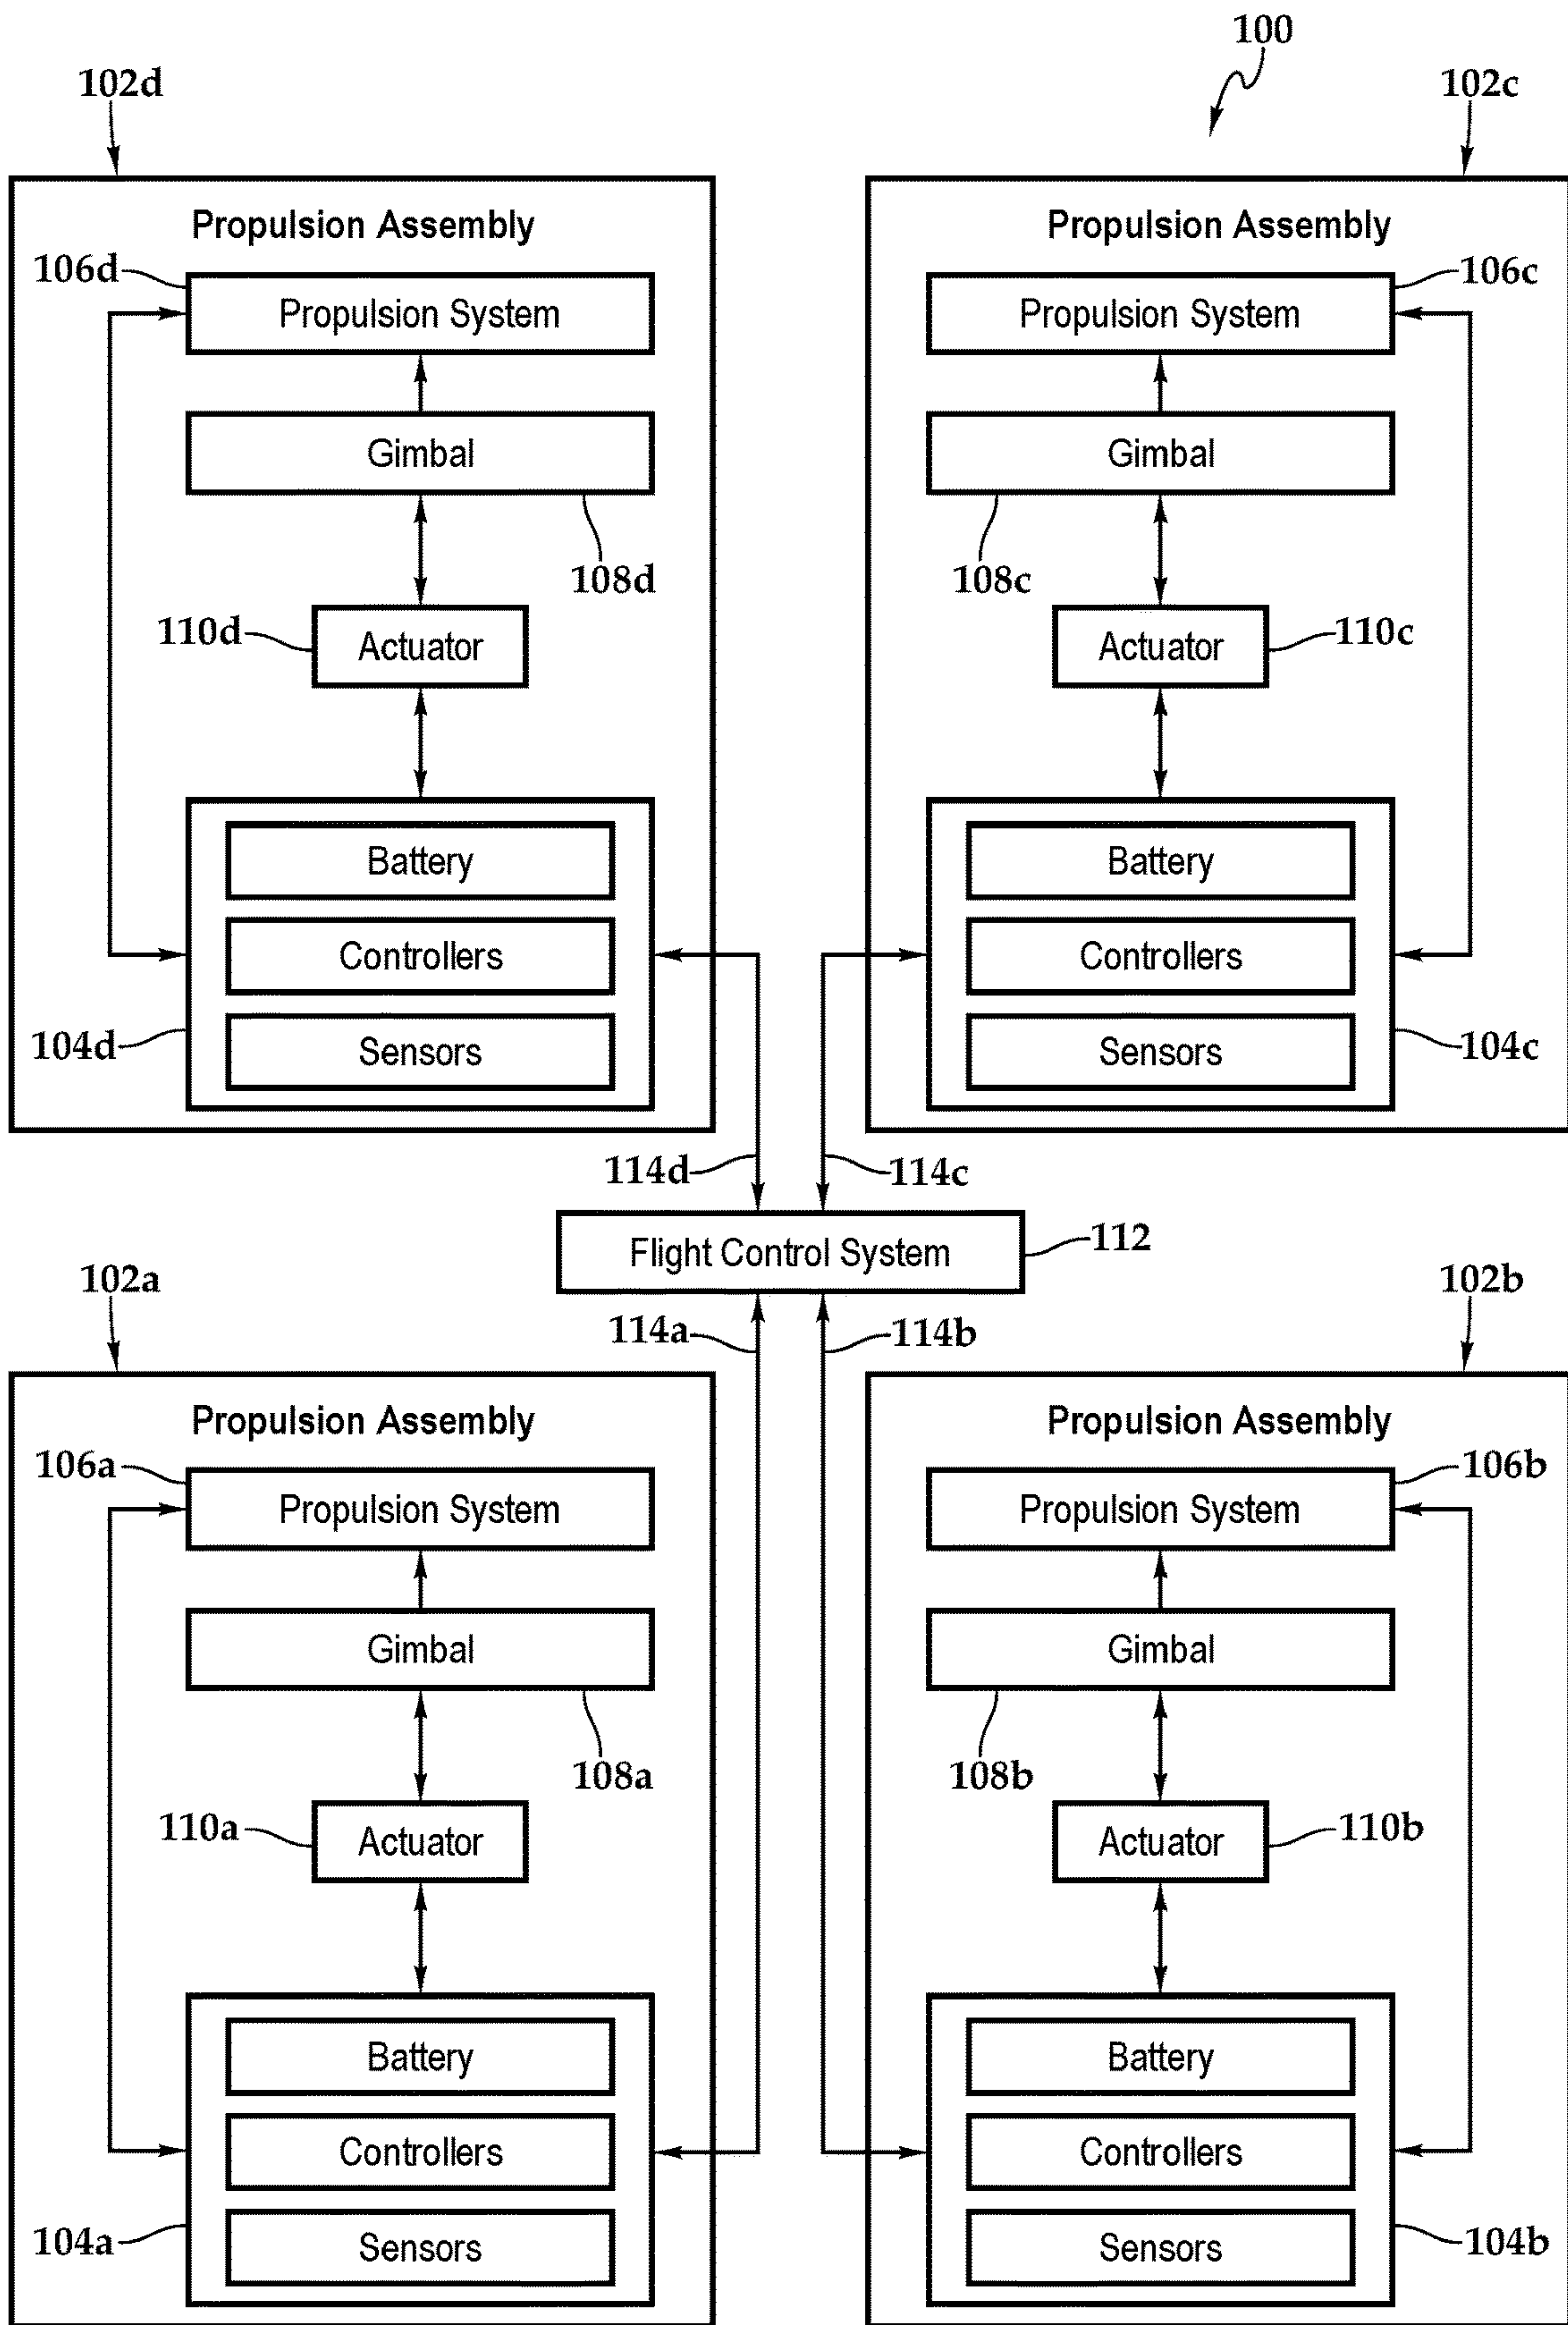 100
102d
102c
Propulsion Assembly
106d
Propulsion System
Gimbal
108d
110d
Actuator
Battery
Controllers
104d
Sensors
Propulsion Assembly
106c
Propulsion System
Gimbal
108c
Actuator
110c
Battery
Controllers
Sensors
104c
114d
114c
Flight Control System
112
114a
114b
102a
102b
Propulsion Assembly
106a
Propulsion System
Gimbal
108a
110a
Actuator
Battery
Controllers
104a
Sensors
Propulsion Assembly
106b
Propulsion System
Gimbal
108b
Actuator
110b
Battery
Controllers
Sensors
104b